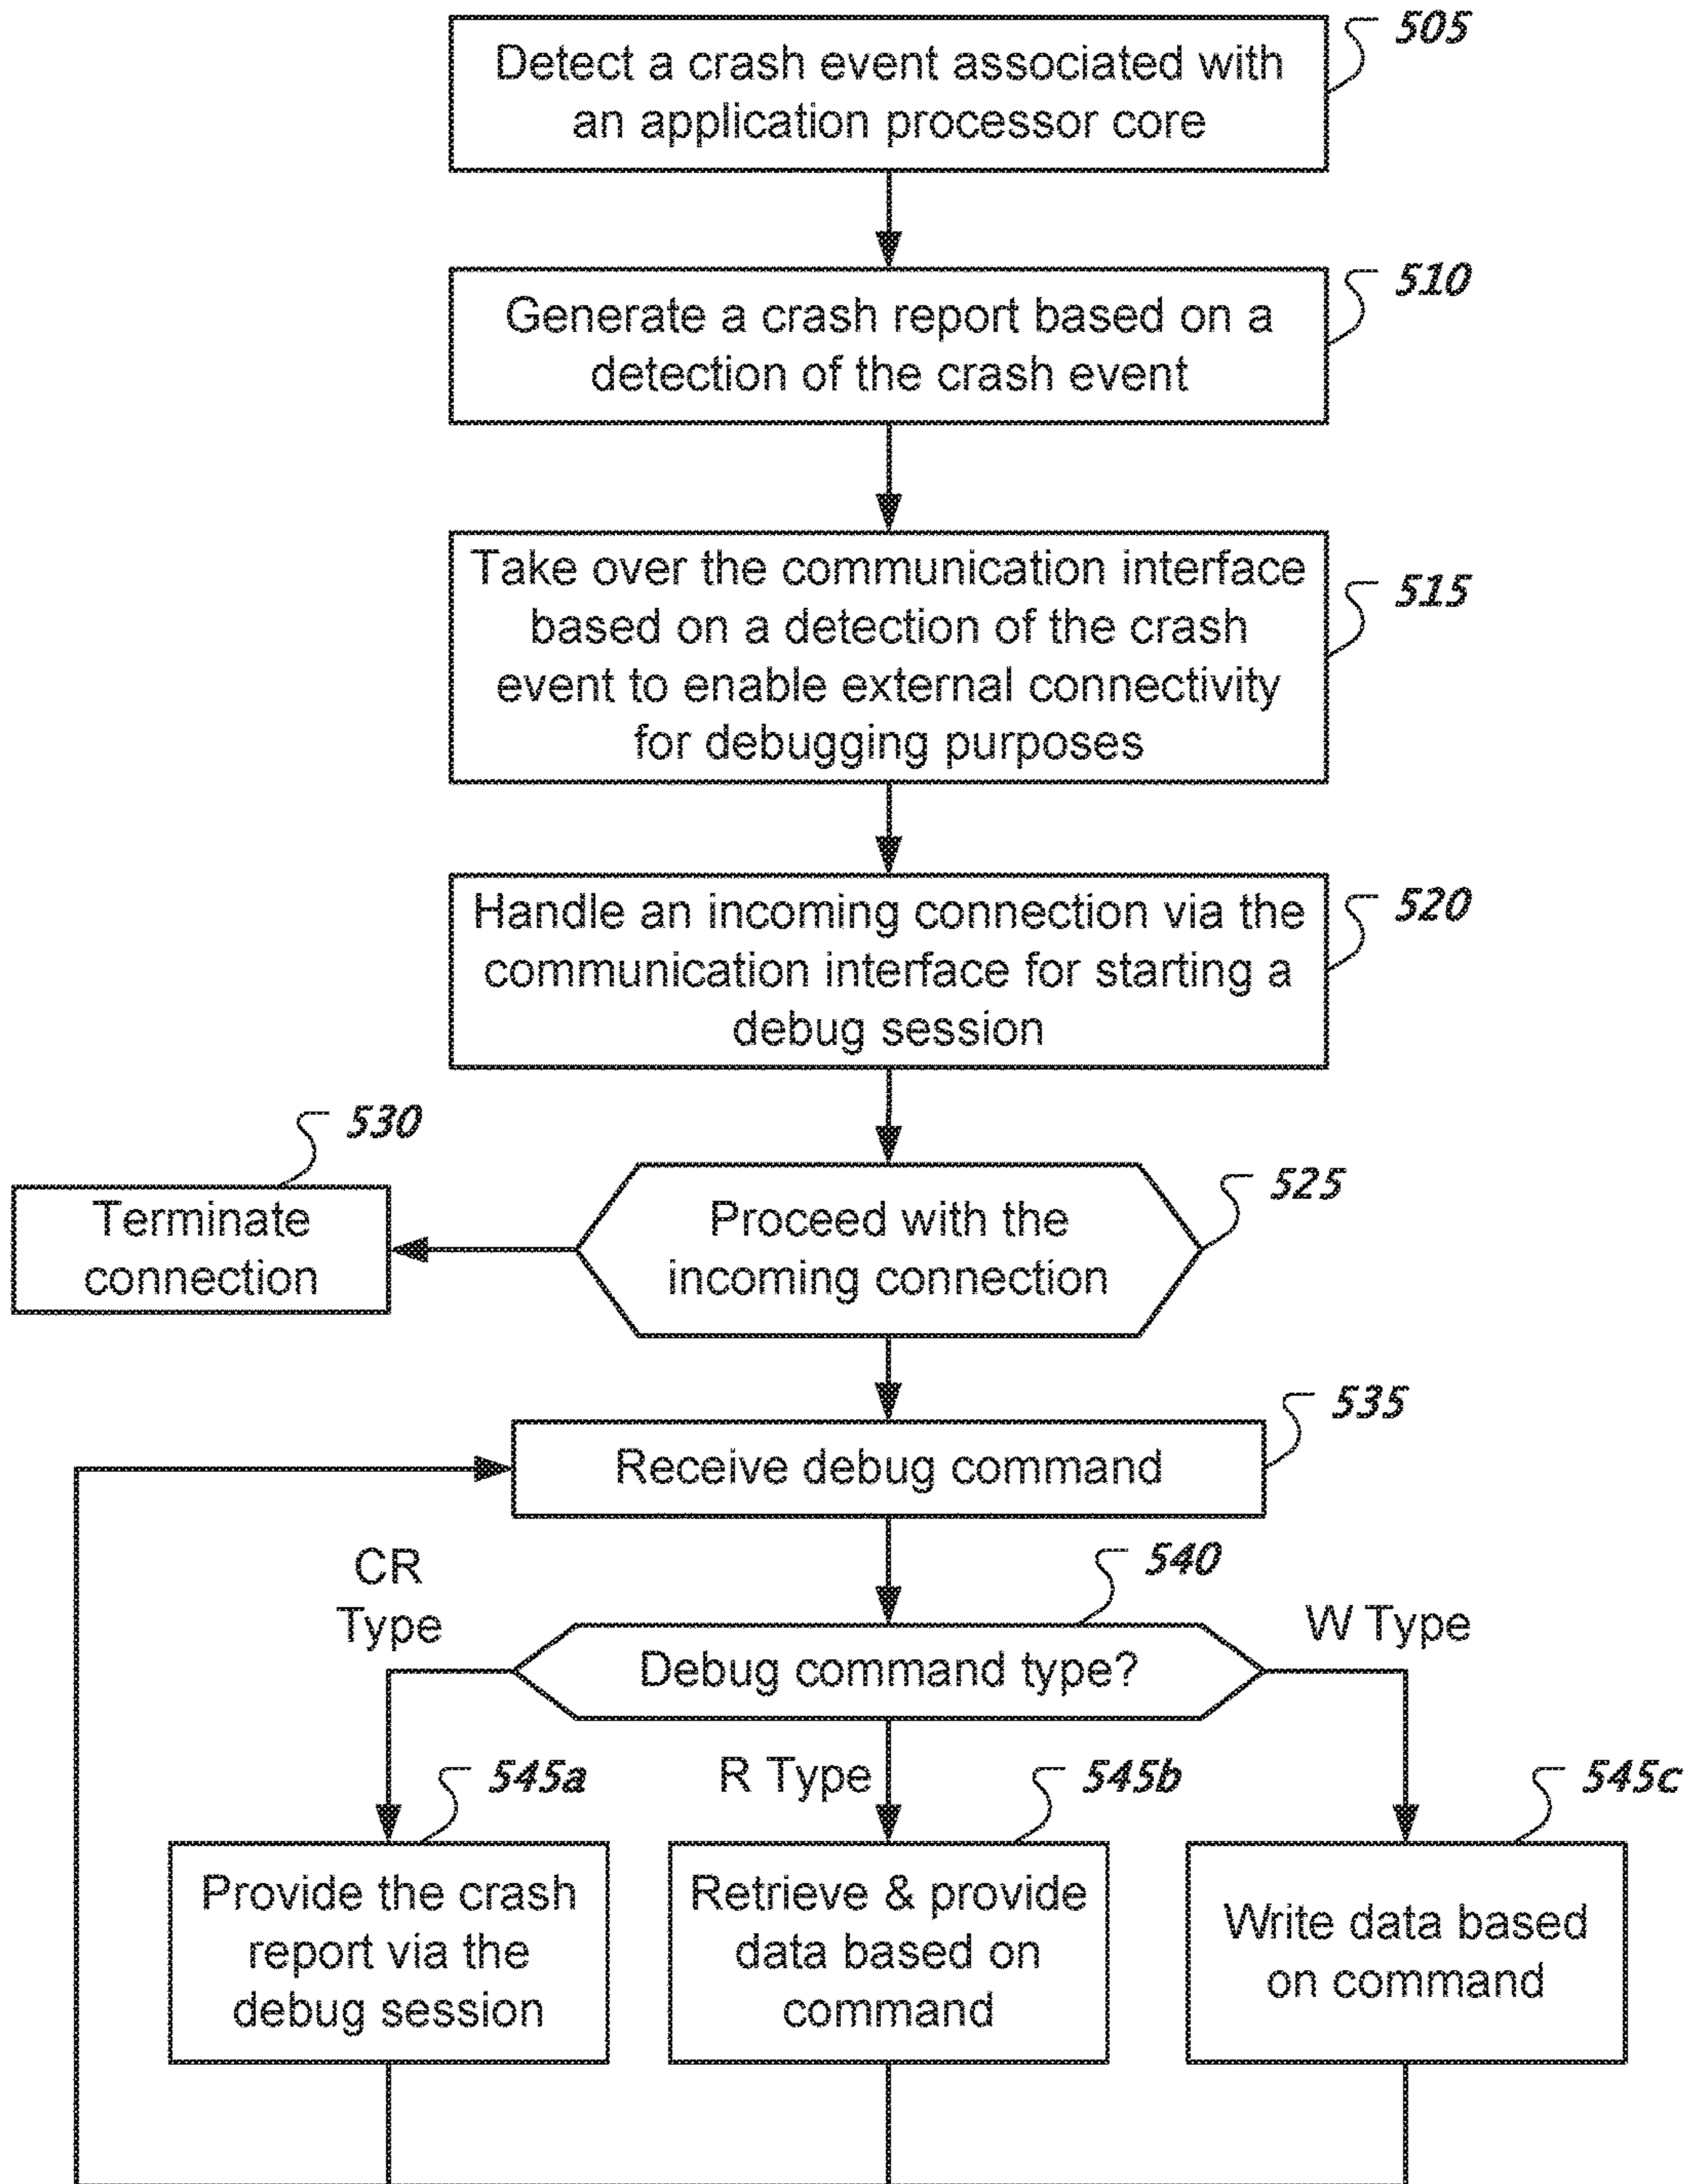 505
Detect a crash event associated with
an application processor core
510
Generate a crash report based on a
detection of the crash event
Take over the communication interface
515
based on a detection of the crash
event to enable external connectivity
for debugging purposes
520
Handle an incoming connection via the
communication interface for starting a
debug session
530
525
Terminate
connection
Proceed with the
incoming connection
535
Receive debug command
540
CR
Type
W Type
Debug command type?
545a
R Type
545b
545c
Provide the crash
report via the
debug session
Retrieve & provide
data based on
command
Write data based
on command